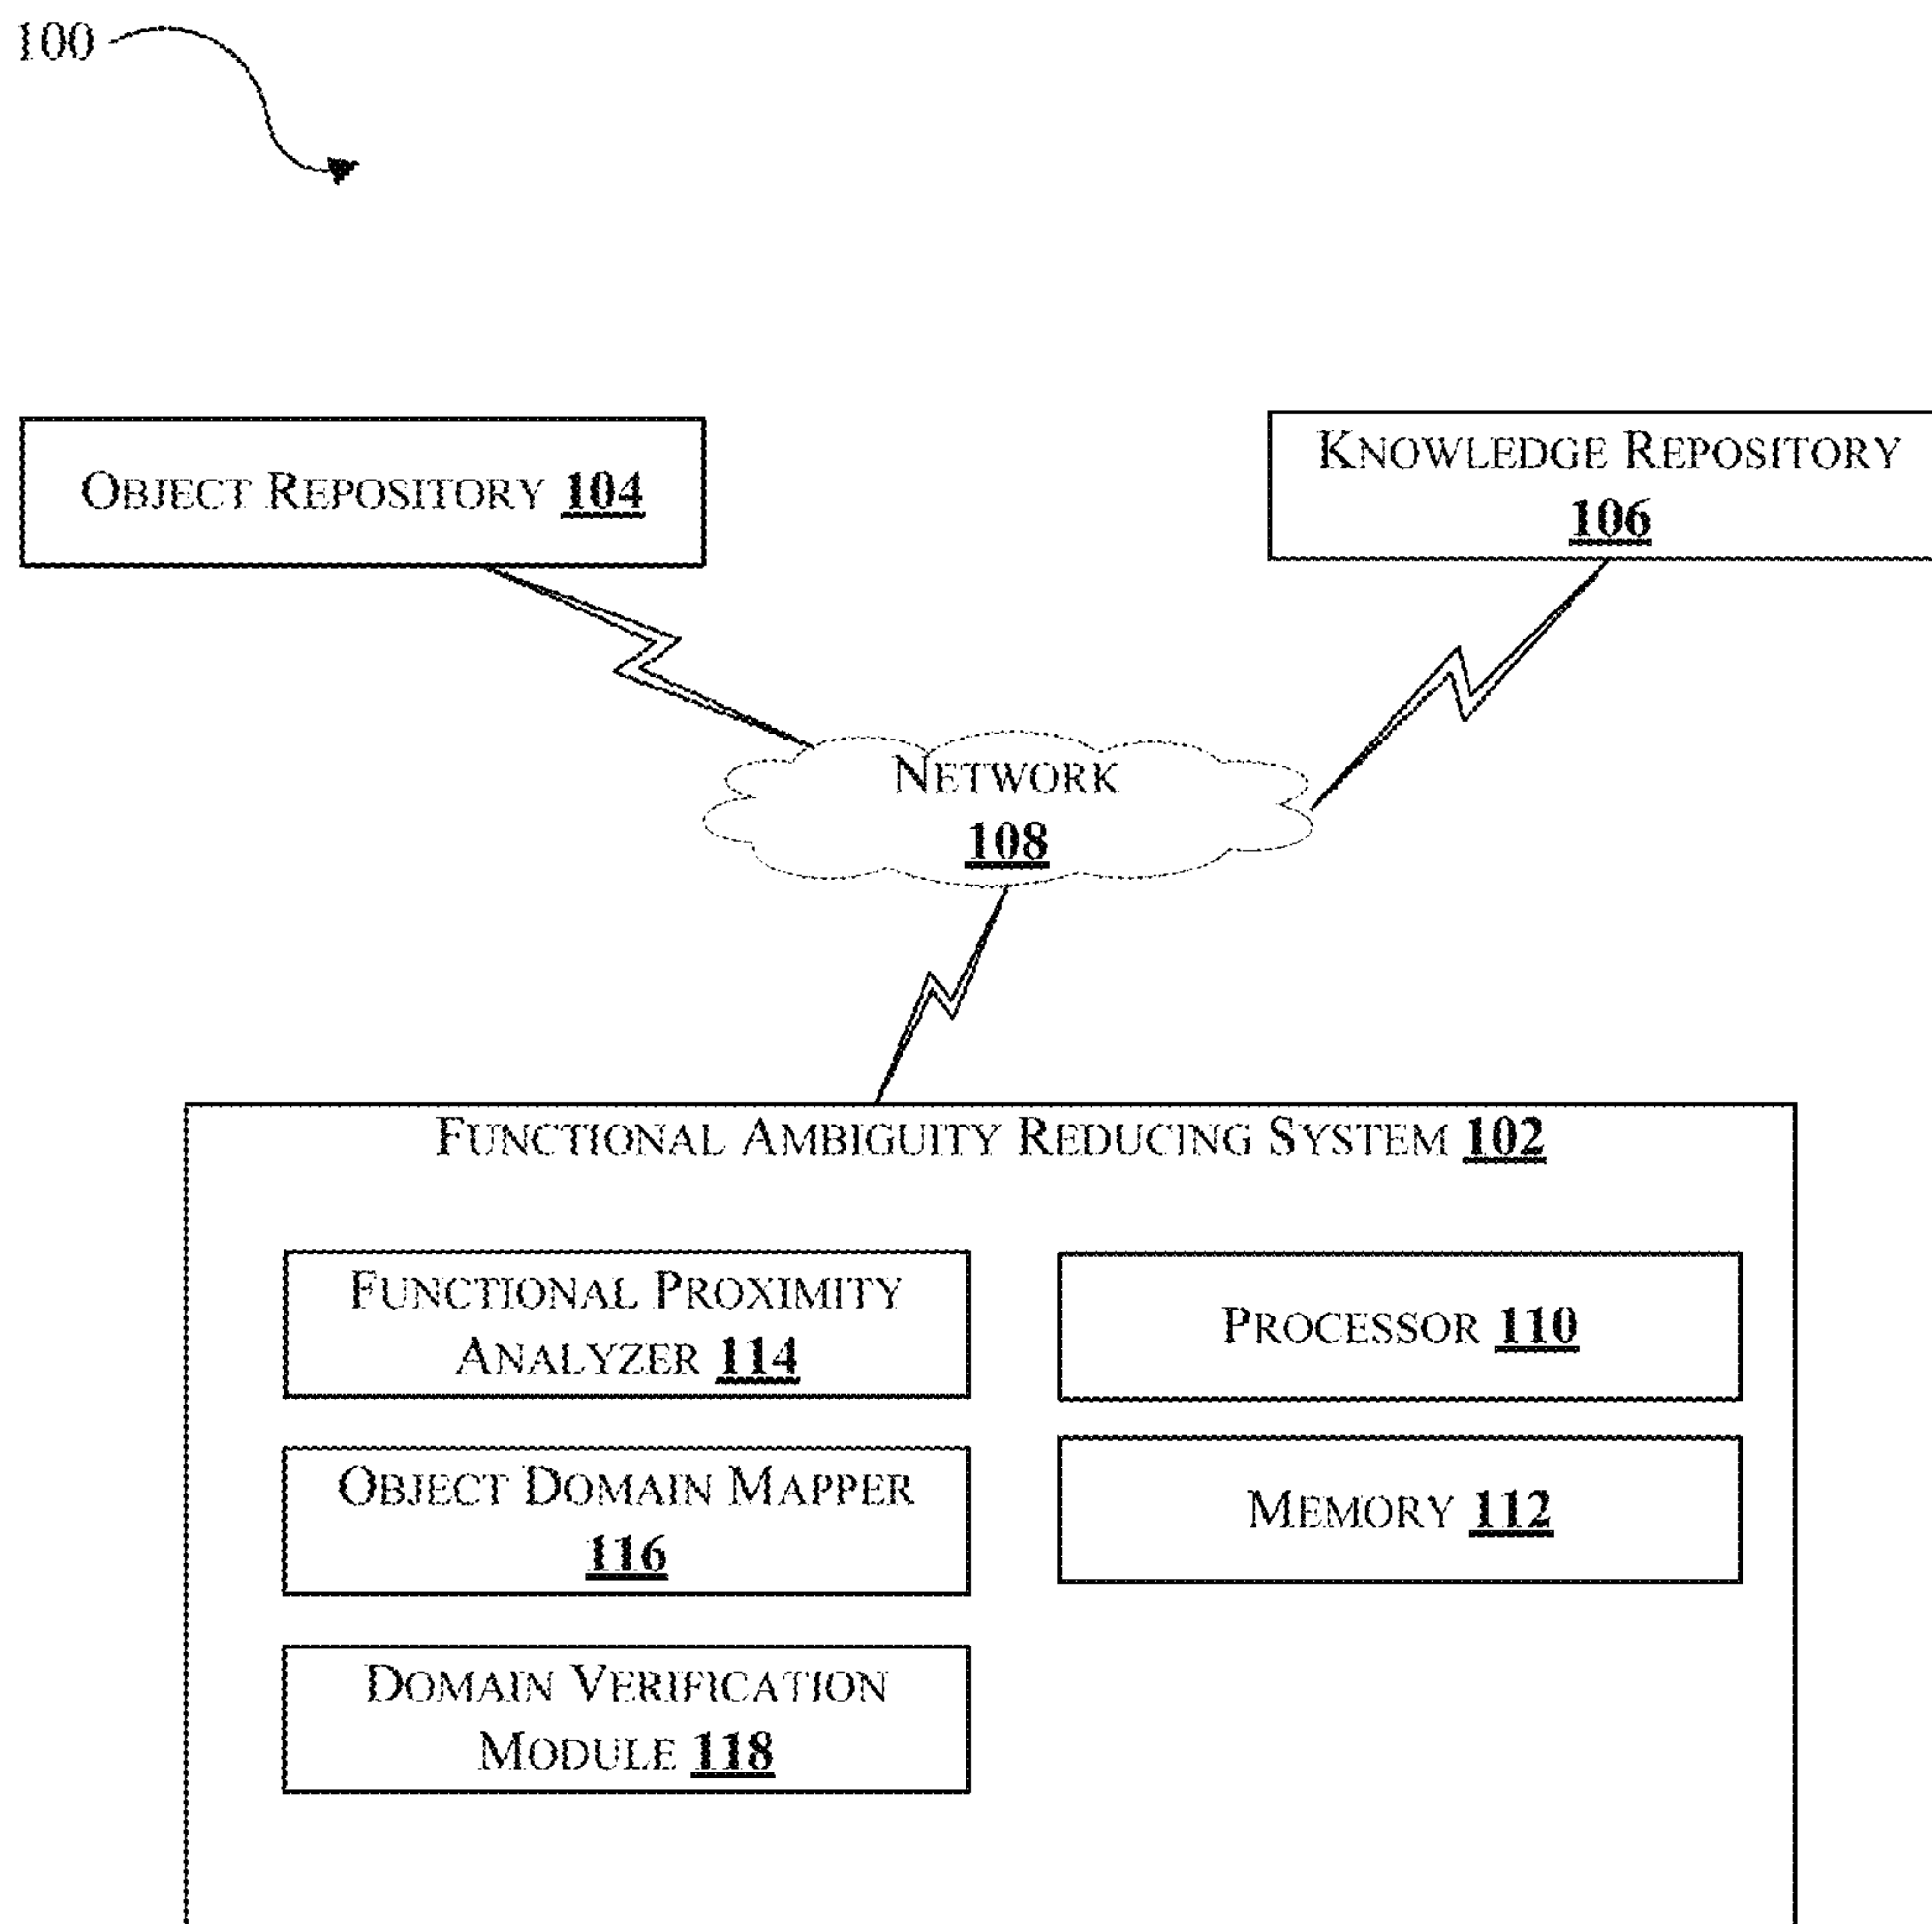 100
OBJECT REPOSITORY 104
KNOWLEDGE REPOSITORY
106
NETWORK
108
FUNCTIONAL AMBIGUITY REDUCING SYSTEM 102
FUNCTIONAL PROXIMITY
ANALYZER 114
PROCESSOR 110
OBJECT DOMAIN MAPPER
116
MEMORY 112
DOMAIN VERIFICATION
MODULE 118